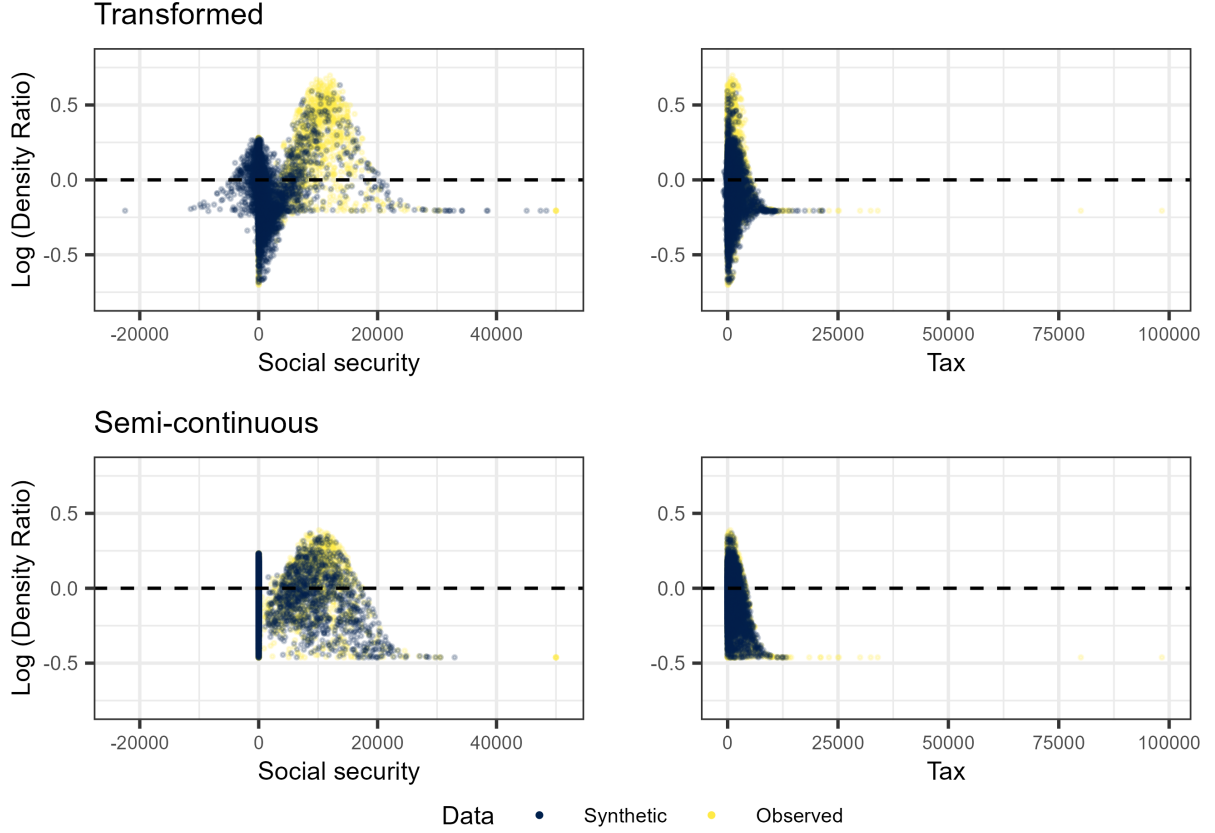 Transformed
Log (Density Ratio)
0.5
0.0
-0.5
-20000 0 20000 40000
Social security
0.5
0.0
-0.5
0 25000 50000 75000 100000
Tax
Semi-continuous
Log (Density Ratio)
0.5
0.0
-0.5
-20000 0 20000 40000
Social security
0.5
0.0
-0.5
0 25000 50000 75000 100000
Tax
Data Synthetic Observed